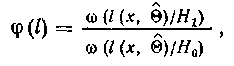 φ(l) = ω(l(x, Θ̂)/H₁) / ω(l(x, Θ̂)/H₀) ,